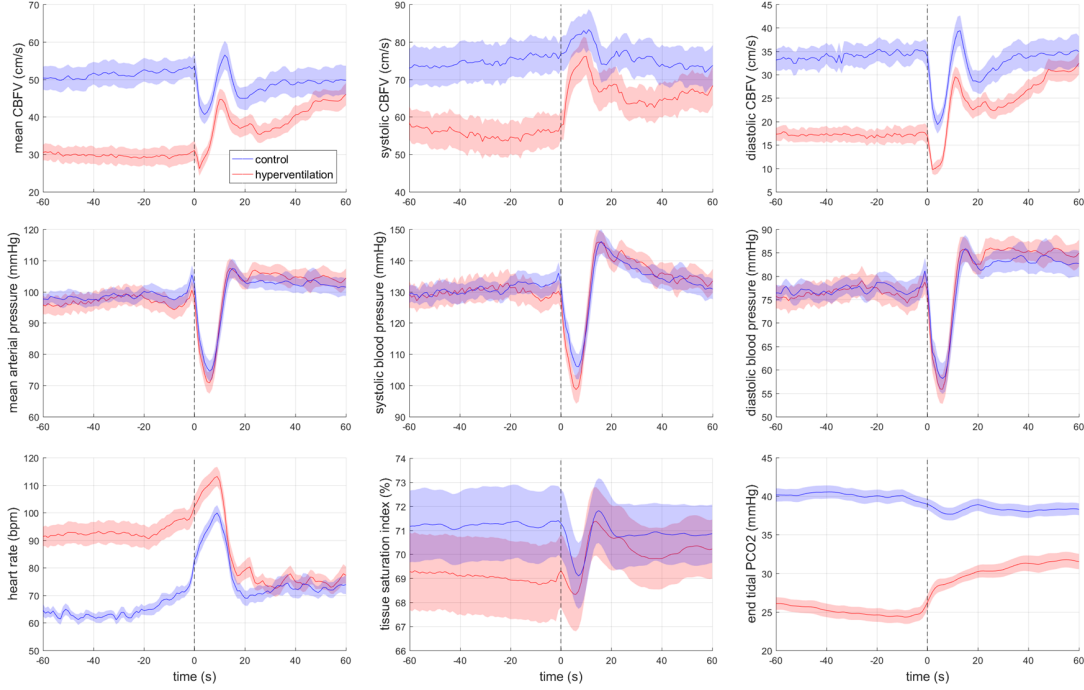 mean CBFV (cm/s)
70
60
50
40
30
20
-60 -40 -20 0 20 40 60
control
hyperventilation
systolic CBFV (cm/s)
90
80
70
60
50
40
-60 -40 -20 0 20 40 60
diastolic CBFV (cm/s)
45
40
35
30
25
20
15
10
5
-60 -40 -20 0 20 40 60
mean arterial pressure (mmHg)
120
110
100
90
80
70
60
-60 -40 -20 0 20 40 60
systolic blood pressure (mmHg)
150
140
130
120
110
100
90
-60 -40 -20 0 20 40 60
diastolic blood pressure (mmHg)
90
85
80
75
70
65
60
55
50
-60 -40 -20 0 20 40 60
heart rate (bpm)
120
110
100
90
80
70
60
50
-60 -40 -20 0 20 40 60
time (s)
tissue saturation index (%)
74
73
72
71
70
69
68
67
66
-60 -40 -20 0 20 40 60
time (s)
end tidal PCO2 (mmHg)
45
40
35
30
25
20
-60 -40 -20 0 20 40 60
time (s)